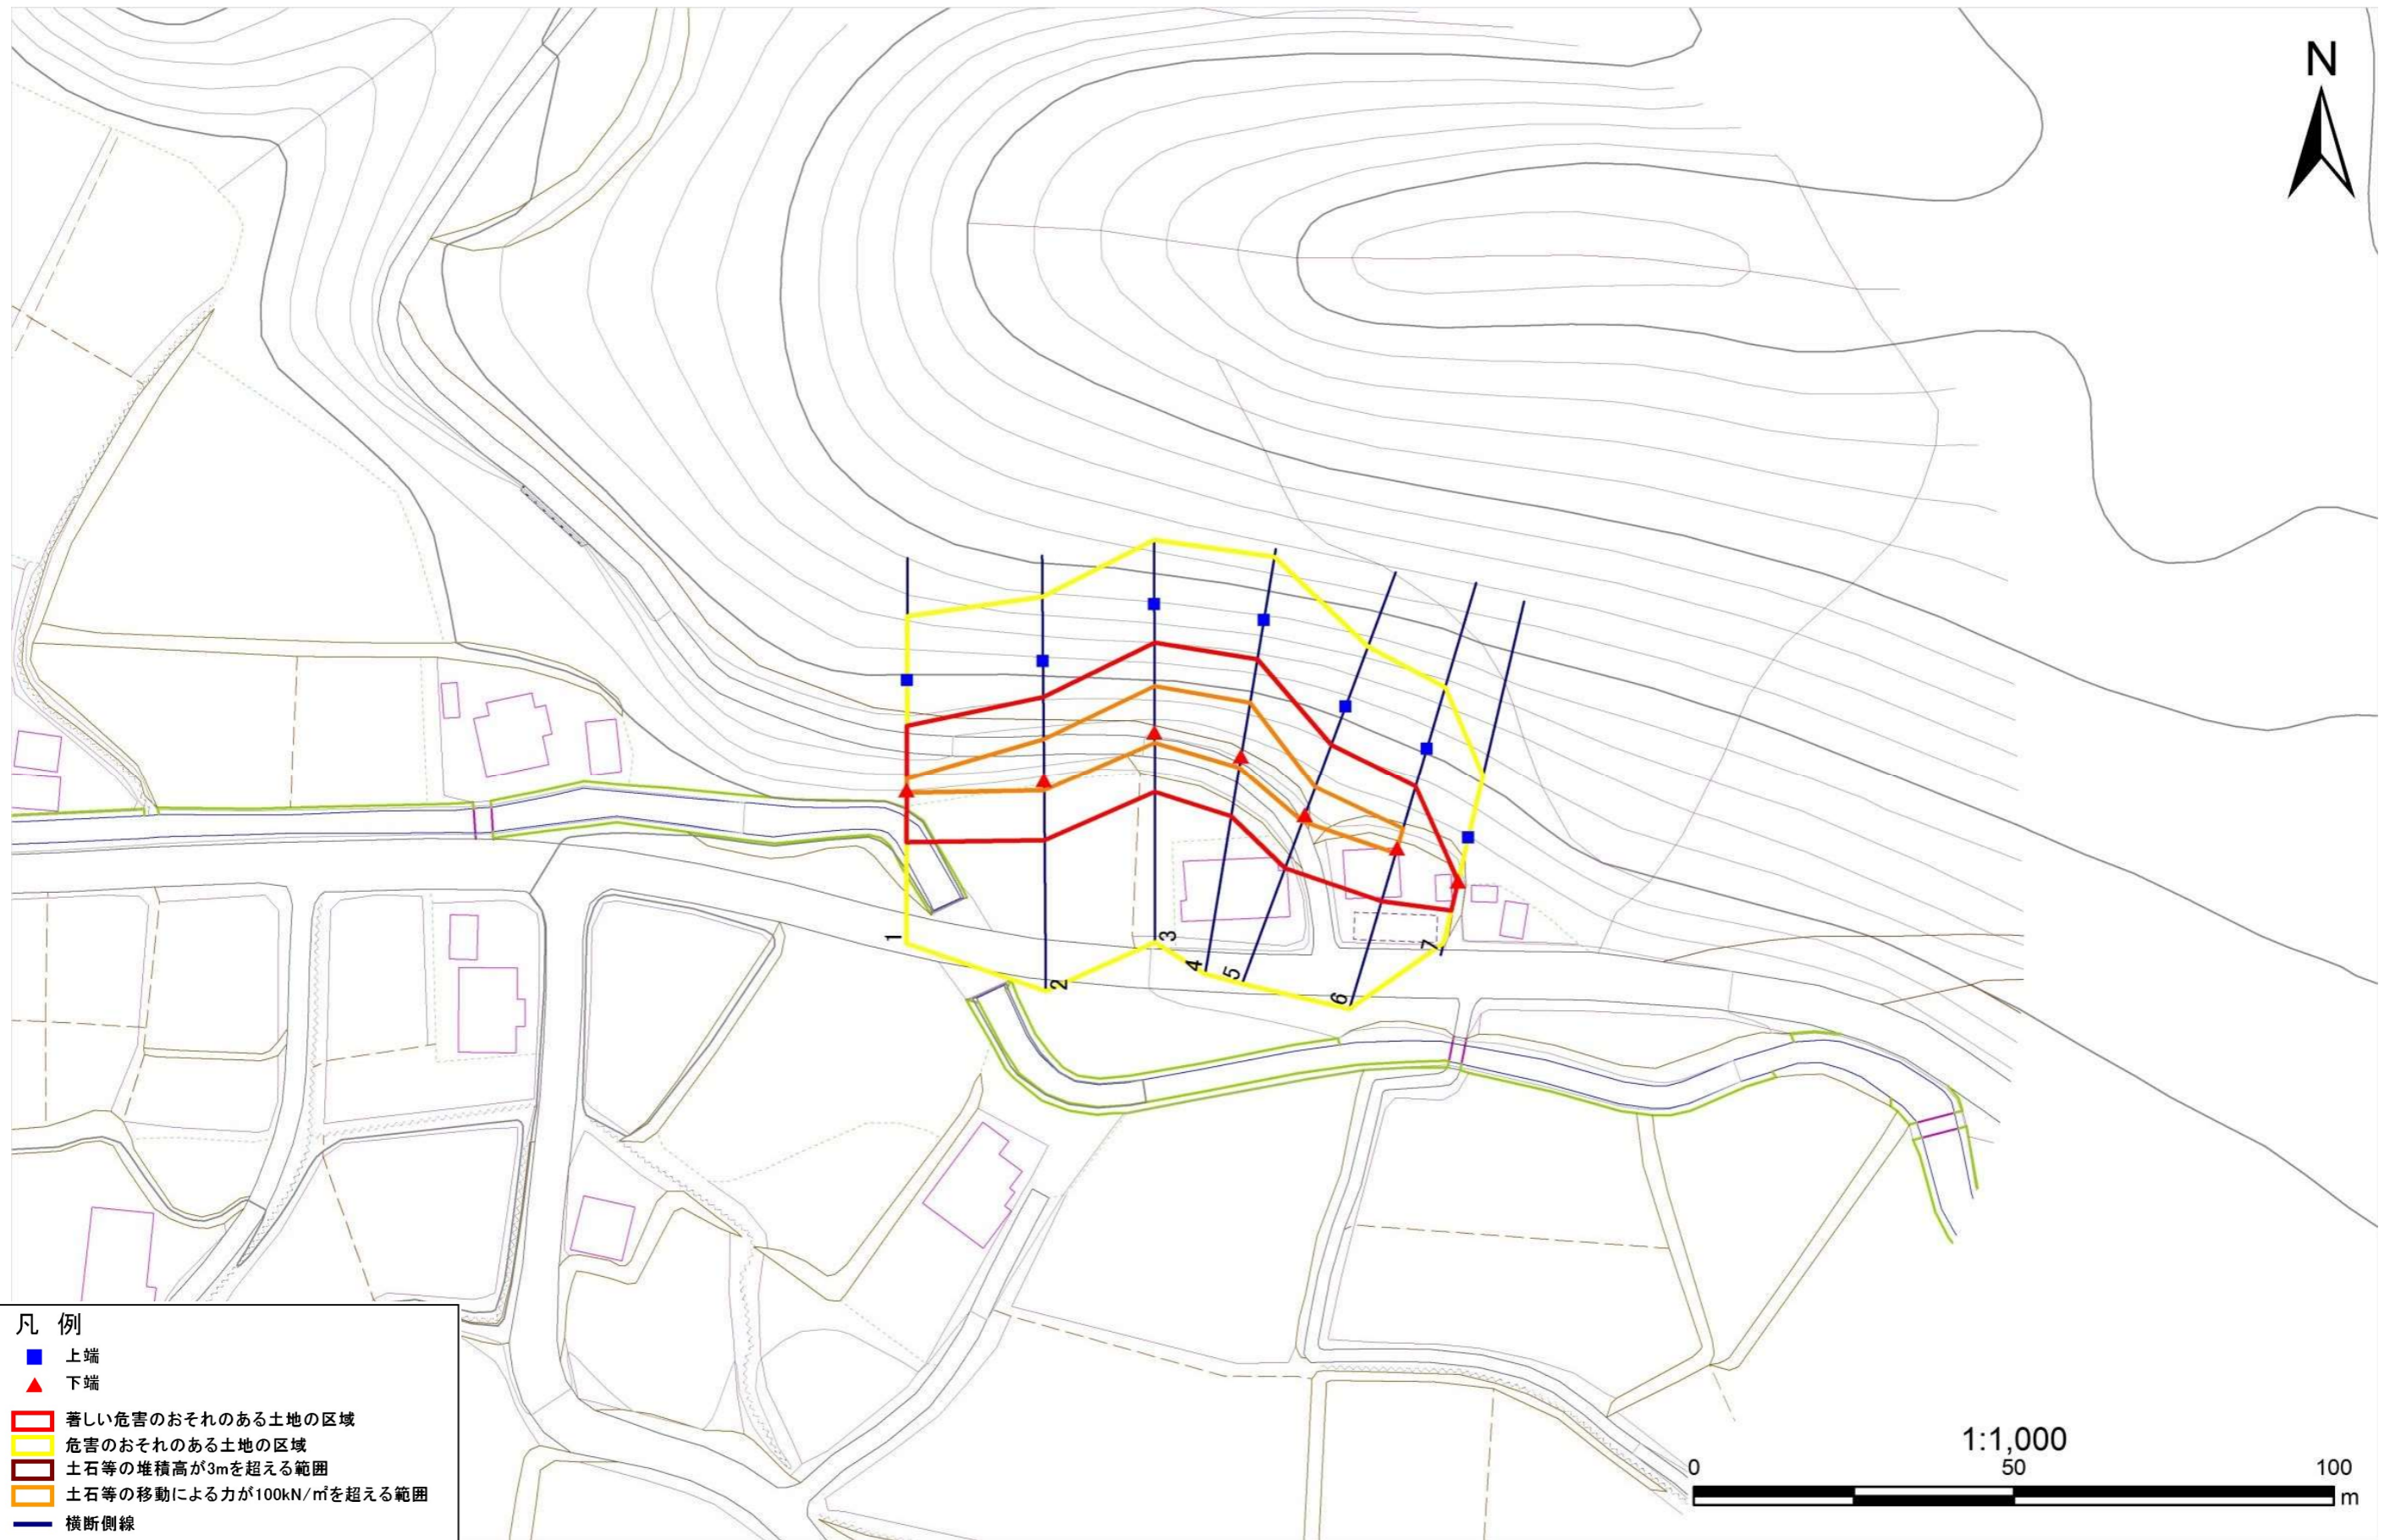 N
1
2
3
4
5
6
7
凡 例
上端
下端
著しい危害のおそれのある土地の区域
危害のおそれのある土地の区域
土石等の堆積高が3mを超える範囲
土石等の移動による力が100kN/㎡を超える範囲
横断側線
1:1,000
0 50 100
m